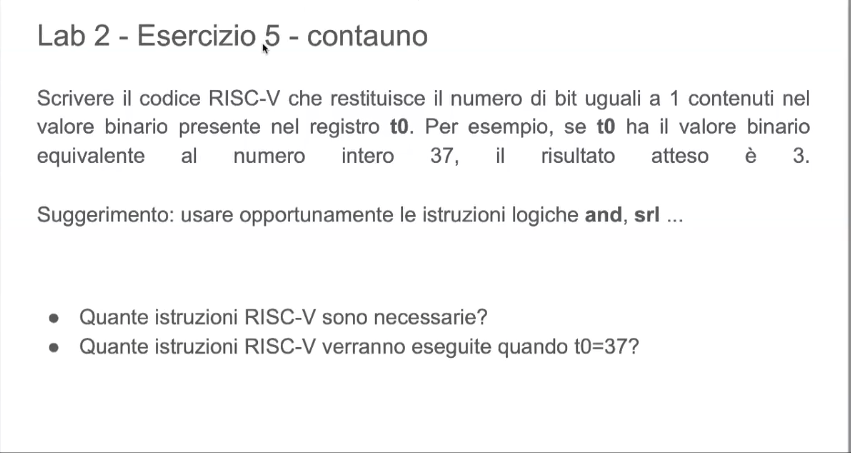 Lab 2 - Esercizio 5 - contauno
Scrivere il codice RISC-V che restituisce il numero di bit uguali a 1 contenuti nel
valore binario presente nel registro t0. Per esempio, se t0 ha il valore binario
equivalente al numero intero 37, il risultato atteso è 3.
Suggerimento: usare opportunamente le istruzioni logiche and, srl ...
● Quante istruzioni RISC-V sono necessarie?
● Quante istruzioni RISC-V verranno eseguite quando t0=37?